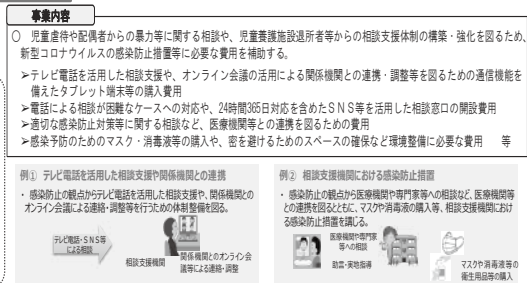 事業内容
○ 児童虐待や配偶者からの暴力等に関する相談や、児童養護施設退所者等からの相談支援体制の構築・強化を図るため、
新型コロナウイルスの感染防止措置等に必要な費用を補助する。
➢テレビ電話を活用した相談支援や、オンライン会議の活用による関係機関との連携・調整等を図るための通信機能を
備えたタブレット端末等の購入費用
➢電話による相談が困難なケースへの対応や、24時間365日対応を含めたSNS等を活用した相談窓口の開設費用
➢適切な感染防止対策等に関する相談など、医療機関等との連携を図るための費用
➢感染予防のためのマスク・消毒液等の購入や、密を避けるためのスペースの確保など環境整備に必要な費用 等
例① テレビ電話を活用した相談支援や関係機関との連携
・ 感染防止の観点からテレビ電話を活用した相談支援や、関係機関との
オンライン会議による連絡・調整等を行うための体制整備を図る。
テレビ電話・SNS等
による相談
相談支援機関
関係機関とのオンライン会
議等による連絡・調整
例② 相談支援機関における感染防止措置
・ 感染防止の観点から医療機関や専門家等への相談など、医療機関等
との連携を図るとともに、マスクや消毒液の購入等、相談支援機関におけ
る感染防止措置を講じる。
医療機関や専門家
等への相談
助言・実地指導
マスクや消毒液等の
衛生用品等の購入